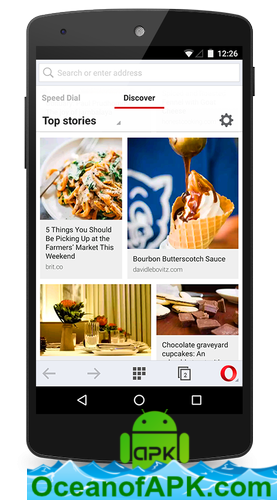 12:26
Search or enter address
Speed Dial
Discover
Top stories
5 Things You Should
Be Picking Up at the
Farmers' Market This
Weekend
brit.co
Bourbon Butterscotch Sauce
davidlebovitz.com
Chocolate graveyard
cupcakes: An
2
apk
OceanofAPK.com